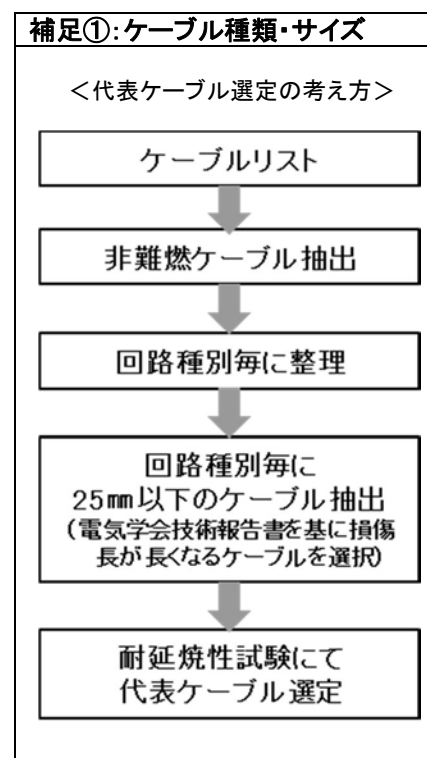 補足①:ケーブル種類・サイズ
<代表ケーブル選定の考え方>
ケーブルリスト
非難燃ケーブル抽出
回路種別毎に整理
回路種別毎に
25㎜以下のケーブル抽出
(電気学会技術報告書を基に損傷
長が長くなるケーブルを選択)
耐延焼性試験にて
代表ケーブル選定